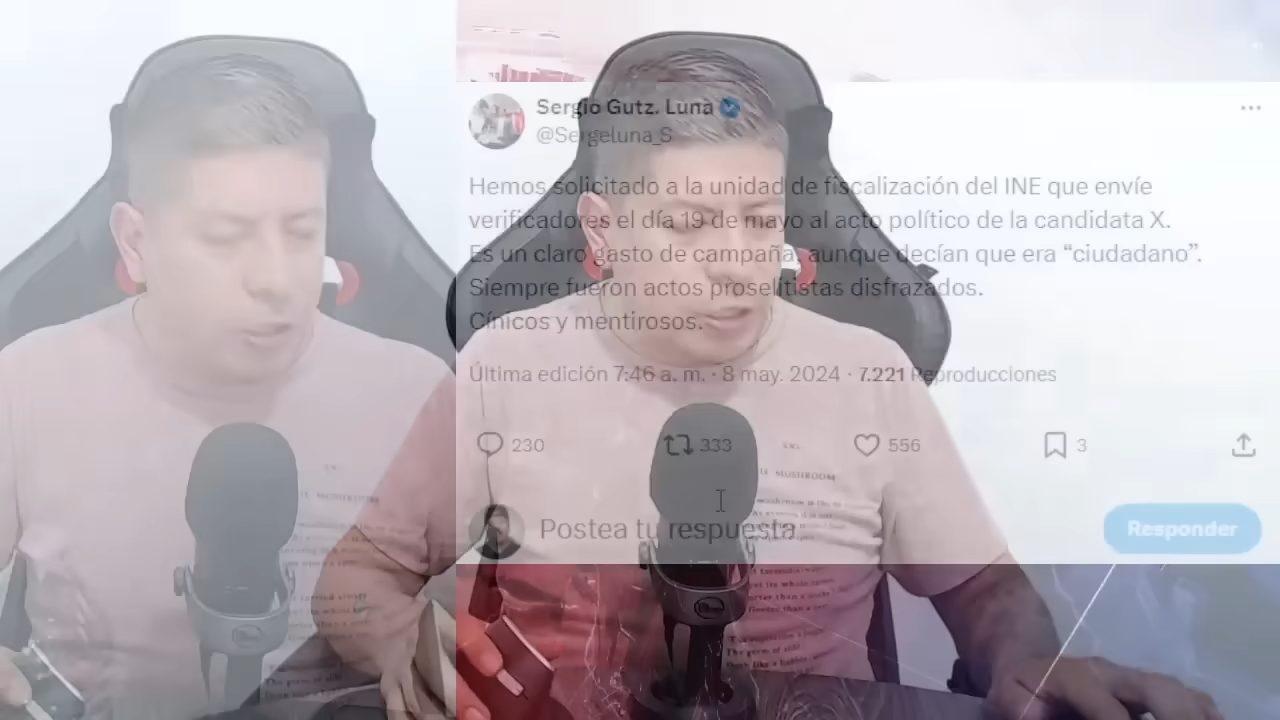 Sergio Gutz. Luna
@Sergeluna_S
Hemos solicitado a la unidad de fiscalización del INE que envíe
verificadores el día 19 de mayo al acto político de la candidata X.
Es un claro gasto de campaña, aunque decían que era “ciudadano”.
Siempre fueron actos proselitistas disfrazados.
Cínicos y mentirosos.
Última edición 7:46 a. m. · 8 may. 2024 · 7.221 Reproducciones
230 333 556 3
Postea tu respuesta
Responder
MUSHROOM